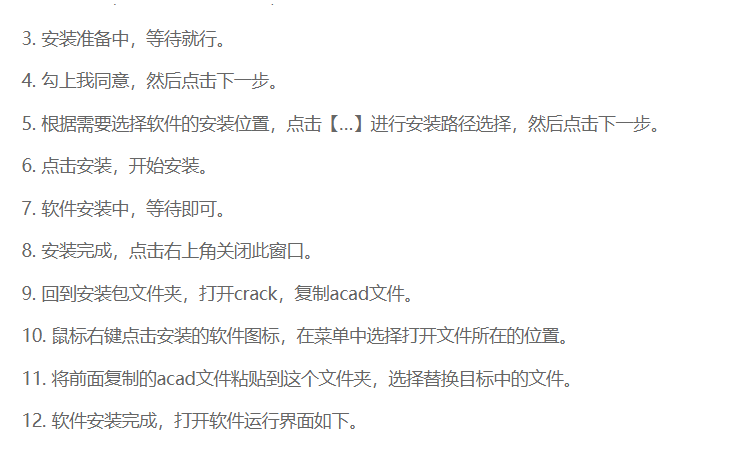 3. 安装准备中，等待就行。
4. 勾上我同意，然后点击下一步。
5. 根据需要选择软件的安装位置，点击【...】进行安装路径选择，然后点击下一步。
6. 点击安装，开始安装。
7. 软件安装中，等待即可。
8. 安装完成，点击右上角关闭此窗口。
9. 回到安装包文件夹，打开crack，复制acad文件。
10. 鼠标右键点击安装的软件图标，在菜单中选择打开文件所在的位置。
11. 将前面复制的acad文件粘贴到这个文件夹，选择替换目标中的文件。
12. 软件安装完成，打开软件运行界面如下。